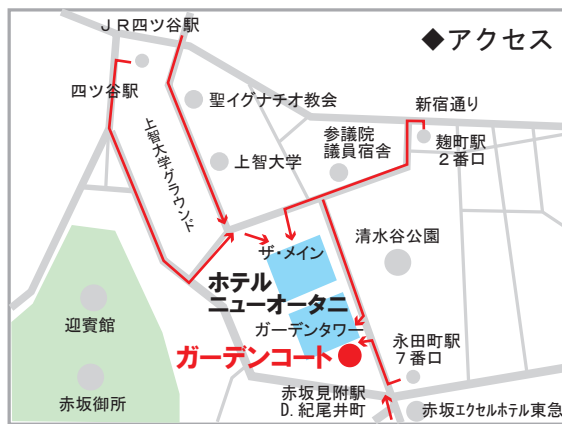 JR四ツ谷駅
◆アクセス
四ツ谷駅
聖イグナチオ教会
新宿通り
麹町駅
2番口
参議院
議員宿舎
上智大学
上智大学グラウンド
清水谷公園
ザ・メイン
ホテル
ニューオータニ
ガーデンタワー
迎賓館
永田町駅
7番口
ガーデンコート
赤坂見附駅
D.紀尾井町
赤坂御所
赤坂エクセルホテル東急